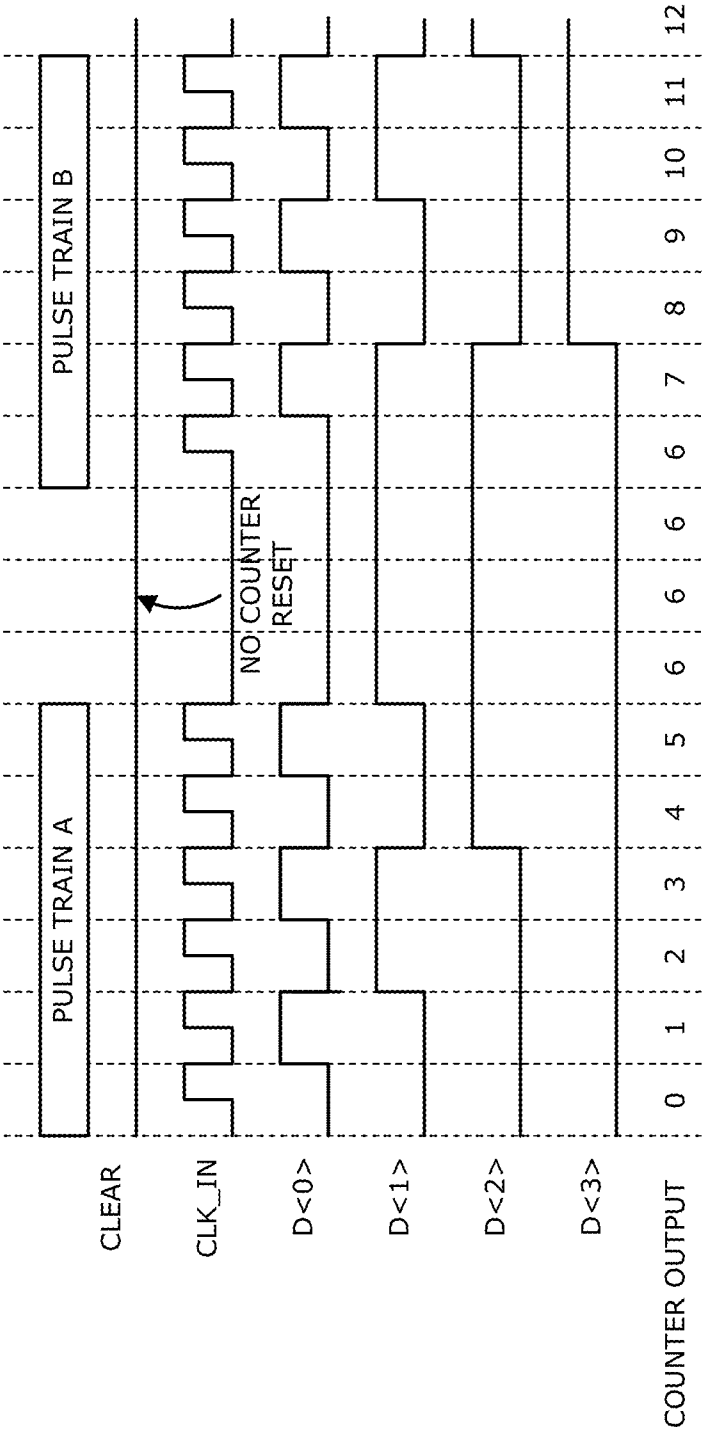 PULSE TRAIN A
PULSE TRAIN B
CLEAR
CLK_IN
NO COUNTER
RESET
D<0>
D<1>
D<2>
D<3>
COUNTER OUTPUT 0 1 2 3 4 5 6 6 6 6 7 8 9 10 11 12